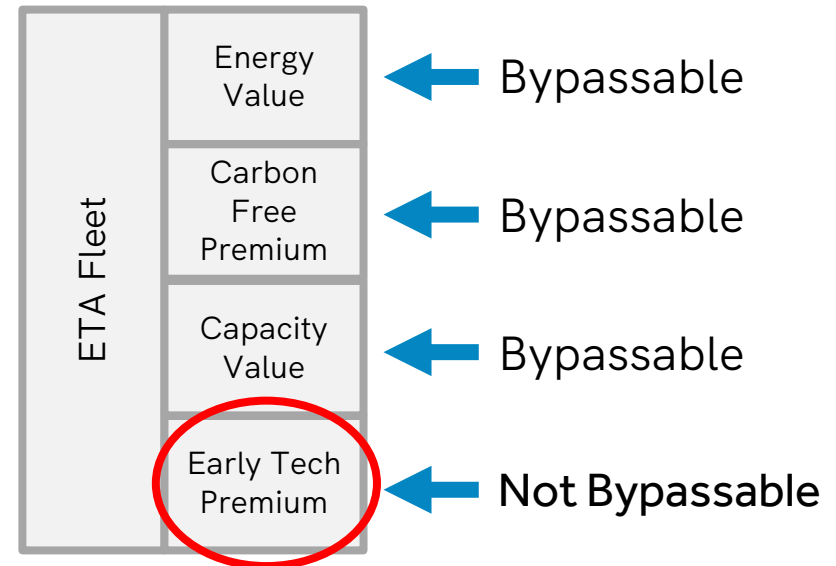 ETA Fleet
Energy
Value
Bypassable
Carbon
Free
Premium
Bypassable
Capacity
Value
Bypassable
Early Tech
Premium
Not Bypassable